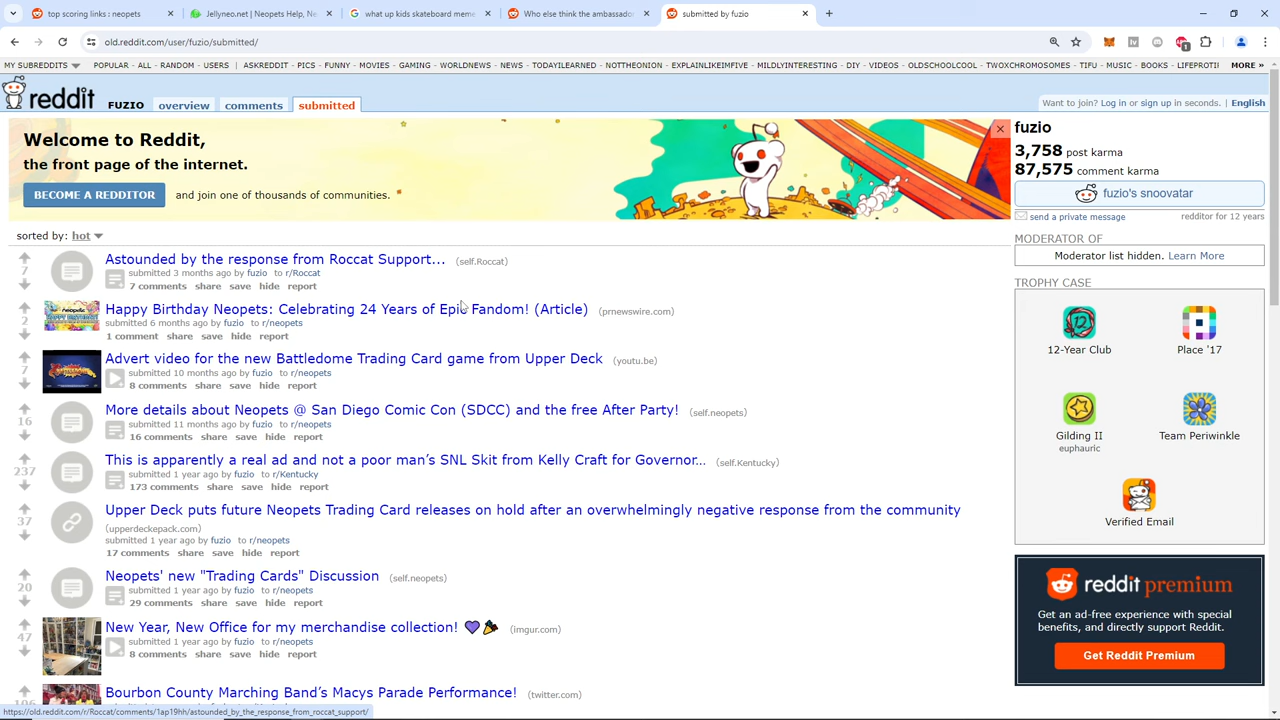 top scoring links : neopets
Jellyneo.net | Neopets Help, Ne
what up kids skateboard meme
Who else think the ambassado
submitted by fuzio
old.reddit.com/user/fuzio/submitted/
MY SUBREDDITS POPULAR - ALL - RANDOM - USERS | ASKREDDIT - PICS - FUNNY - MOVIES - GAMING - WORLDNEWS - NEWS - TODAYILEARNED - NOTTHEONION - EXPLAINLIKEIMFIVE - MILDLYINTERESTING - DIY - VIDEOS - OLDSCHOOLCOOL - TWOXCHROMOSOMES - TIFU - MUSIC - BOOKS - LIFEPROTI MORE »
reddit FUZIO overview comments submitted
Want to join? Log in or sign up in seconds. | English
Welcome to Reddit,
the front page of the internet.
BECOME A REDDITOR and join one of thousands of communities.
sorted by: hot
7
Astounded by the response from Roccat Support... (self.Roccat)
submitted 3 months ago by fuzio to r/Roccat
7 comments share save hide report
2
Happy Birthday Neopets: Celebrating 24 Years of Epic Fandom! (Article) (prnewswire.com)
submitted 6 months ago by fuzio to r/neopets
1 comment share save hide report
7
Advert video for the new Battledome Trading Card game from Upper Deck (youtu.be)
submitted 10 months ago by fuzio to r/neopets
8 comments share save hide report
16
More details about Neopets @ San Diego Comic Con (SDCC) and the free After Party! (self.neopets)
submitted 11 months ago by fuzio to r/neopets
16 comments share save hide report
237
This is apparently a real ad and not a poor man's SNL Skit from Kelly Craft for Governor... (self.Kentucky)
submitted 1 year ago by fuzio to r/Kentucky
173 comments share save hide report
37
Upper Deck puts future Neopets Trading Card releases on hold after an overwhelmingly negative response from the community
(upperdeckepack.com)
submitted 1 year ago by fuzio to r/neopets
17 comments share save hide report
20
Neopets' new "Trading Cards" Discussion (self.neopets)
submitted 1 year ago by fuzio to r/neopets
29 comments share save hide report
47
New Year, New Office for my merchandise collection! 💜🎉 (imgur.com)
submitted 1 year ago by fuzio to r/neopets
8 comments share save hide report
106
Bourbon County Marching Band's Macys Parade Performance! (twitter.com)
https://old.reddit.com/r/Roccat/comments/1ap19hh/astounded_by_the_response_from_roccat_support/
fuzio
3,758 post karma
87,575 comment karma
fuzio's snoovatar
send a private message redditor for 12 years
MODERATOR OF
Moderator list hidden. Learn More
TROPHY CASE
12-Year Club
Place '17
Gilding II
euphauric
Team Periwinkle
Verified Email
reddit premium
Get an ad-free experience with special
benefits, and directly support Reddit.
Get Reddit Premium